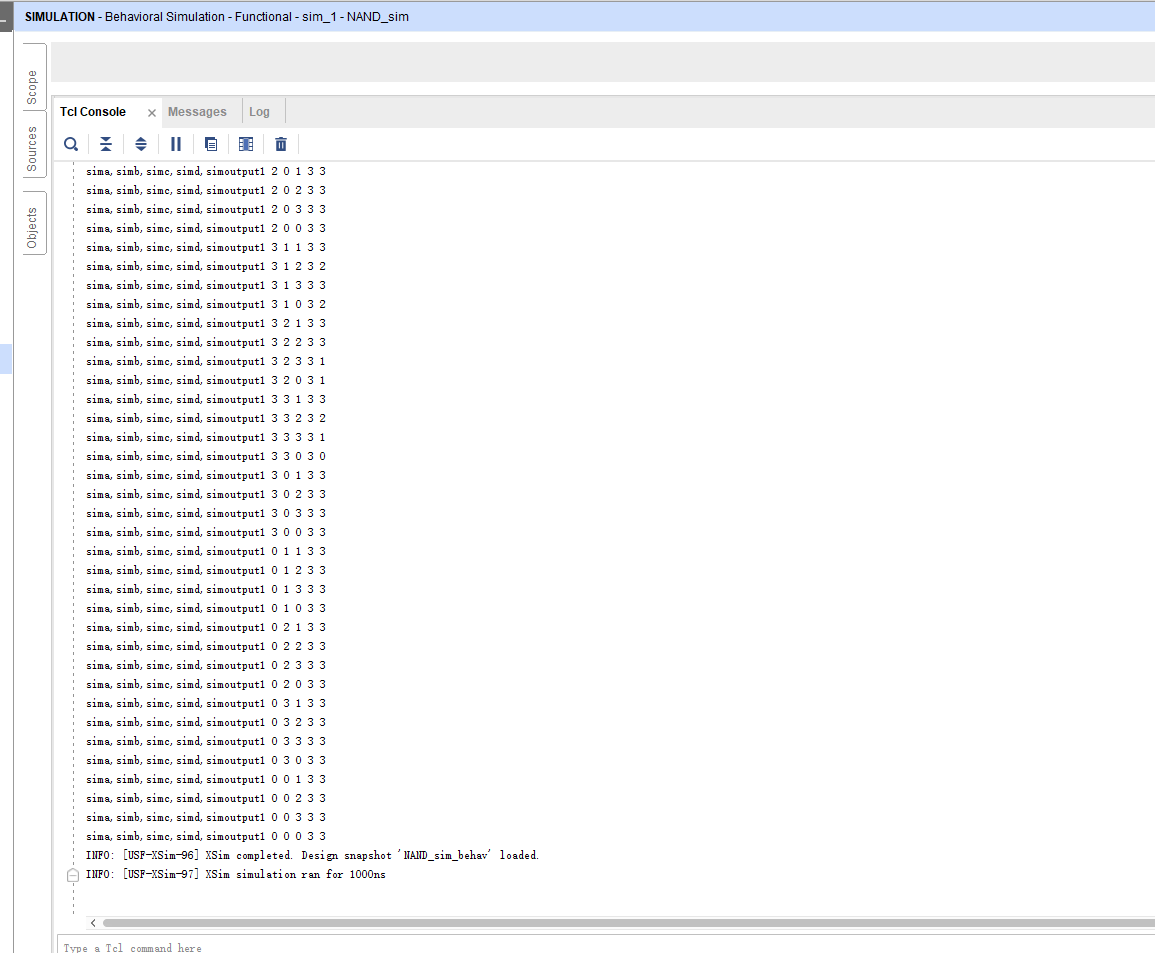 SIMULATION - Behavioral Simulation - Functional - sim_1 - NAND_sim
Scope
Sources
Objects
Tcl Console
Messages
Log
sima, simb, simc, simd, simoutput1 2 0 1 3 3
sima, simb, simc, simd, simoutput1 2 0 2 3 3
sima, simb, simc, simd, simoutput1 2 0 3 3 3
sima, simb, simc, simd, simoutput1 2 0 0 3 3
sima, simb, simc, simd, simoutput1 3 1 1 3 3
sima, simb, simc, simd, simoutput1 3 1 2 3 2
sima, simb, simc, simd, simoutput1 3 1 3 3 3
sima, simb, simc, simd, simoutput1 3 1 0 3 2
sima, simb, simc, simd, simoutput1 3 2 1 3 3
sima, simb, simc, simd, simoutput1 3 2 2 3 3
sima, simb, simc, simd, simoutput1 3 2 3 3 1
sima, simb, simc, simd, simoutput1 3 2 0 3 1
sima, simb, simc, simd, simoutput1 3 3 1 3 3
sima, simb, simc, simd, simoutput1 3 3 2 3 2
sima, simb, simc, simd, simoutput1 3 3 3 3 1
sima, simb, simc, simd, simoutput1 3 3 0 3 0
sima, simb, simc, simd, simoutput1 3 0 1 3 3
sima, simb, simc, simd, simoutput1 3 0 2 3 3
sima, simb, simc, simd, simoutput1 3 0 3 3 3
sima, simb, simc, simd, simoutput1 3 0 0 3 3
sima, simb, simc, simd, simoutput1 0 1 1 3 3
sima, simb, simc, simd, simoutput1 0 1 2 3 3
sima, simb, simc, simd, simoutput1 0 1 3 3 3
sima, simb, simc, simd, simoutput1 0 1 0 3 3
sima, simb, simc, simd, simoutput1 0 2 1 3 3
sima, simb, simc, simd, simoutput1 0 2 2 3 3
sima, simb, simc, simd, simoutput1 0 2 3 3 3
sima, simb, simc, simd, simoutput1 0 2 0 3 3
sima, simb, simc, simd, simoutput1 0 3 1 3 3
sima, simb, simc, simd, simoutput1 0 3 2 3 3
sima, simb, simc, simd, simoutput1 0 3 3 3 3
sima, simb, simc, simd, simoutput1 0 3 0 3 3
sima, simb, simc, simd, simoutput1 0 0 1 3 3
sima, simb, simc, simd, simoutput1 0 0 2 3 3
sima, simb, simc, simd, simoutput1 0 0 3 3 3
sima, simb, simc, simd, simoutput1 0 0 0 3 3
INFO: [USF-XSim-96] XSim completed. Design snapshot 'NAND_sim_behav' loaded.
INFO: [USF-XSim-97] XSim simulation ran for 1000ns
Type a Tcl command here